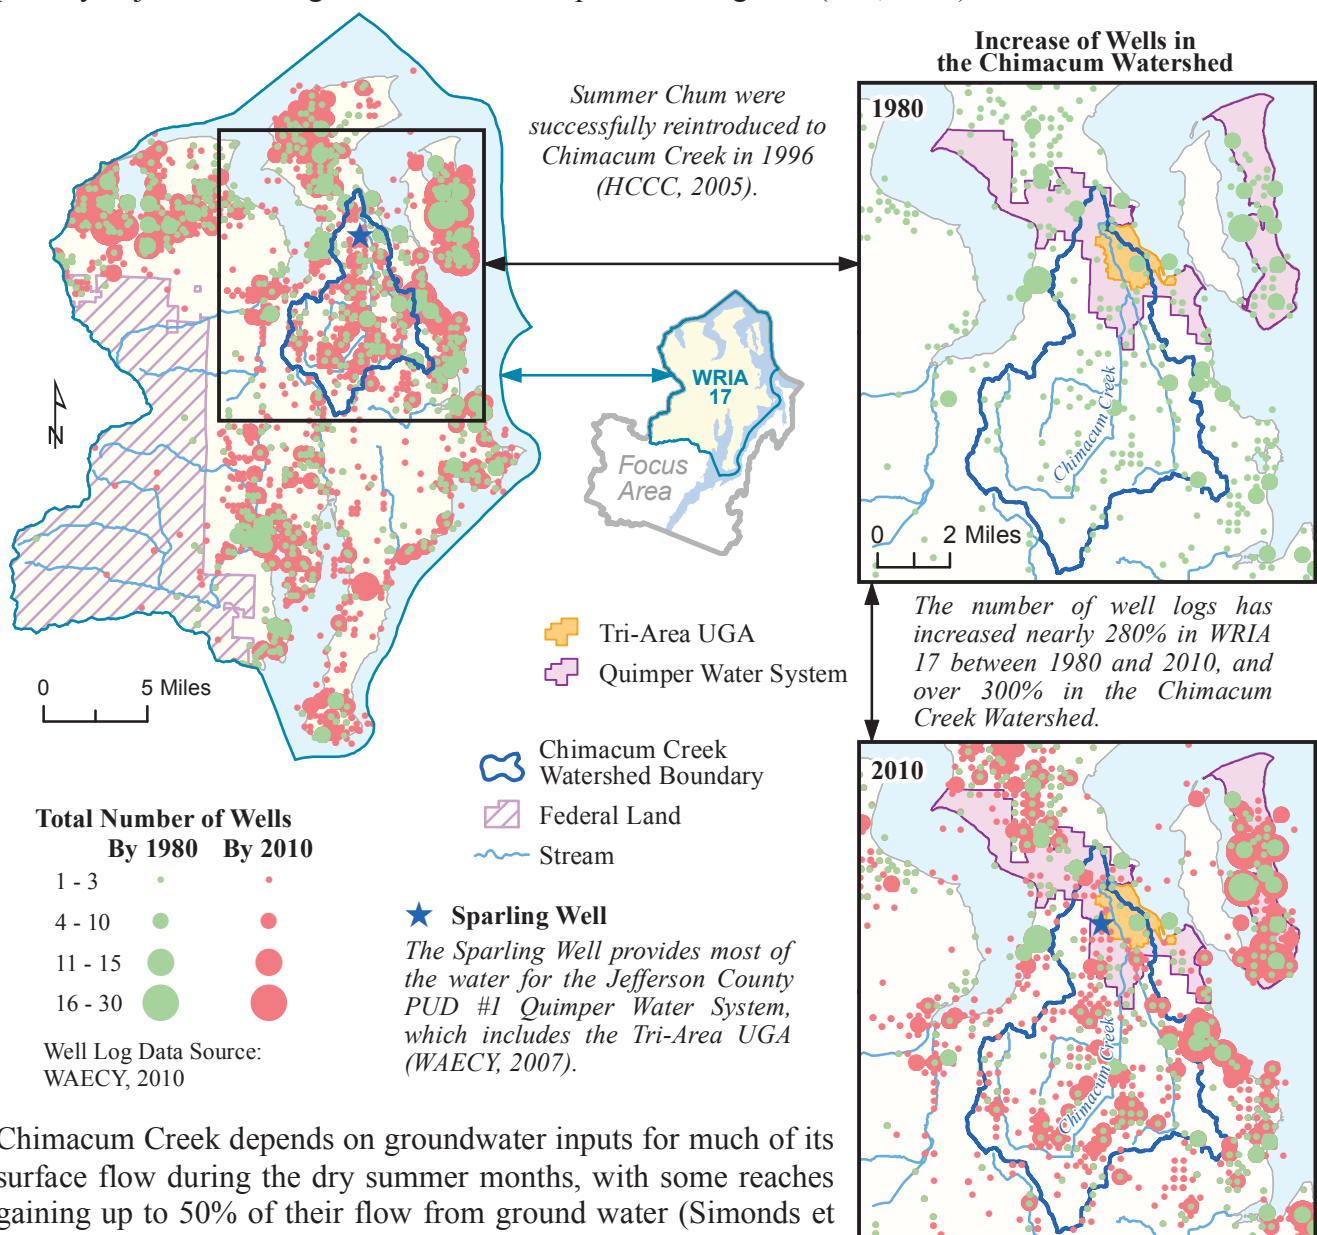 Increase of Wells in
the Chimacum Watershed
Summer Chum were
successfully reintroduced to
Chimacum Creek in 1996
(HCCC, 2005).
1980
Chimacum Creek
0 2 Miles
WRIA
17
Focus
Area
N
0 5 Miles
Tri-Area UGA
Quimper Water System
The number of well logs has
increased nearly 280% in WRIA
17 between 1980 and 2010, and
over 300% in the Chimacum
Creek Watershed.
Chimacum Creek
Watershed Boundary
Federal Land
Stream
2010
Chimacum Creek
Total Number of Wells
By 1980 By 2010
1 - 3
4 - 10
11 - 15
16 - 30
Well Log Data Source:
WAECY, 2010
Sparling Well
The Sparling Well provides most of
the water for the Jefferson County
PUD #1 Quimper Water System,
which includes the Tri-Area UGA
(WAECY, 2007).
Chimacum Creek depends on groundwater inputs for much of its
surface flow during the dry summer months, with some reaches
gaining up to 50% of their flow from ground water (Simonds et